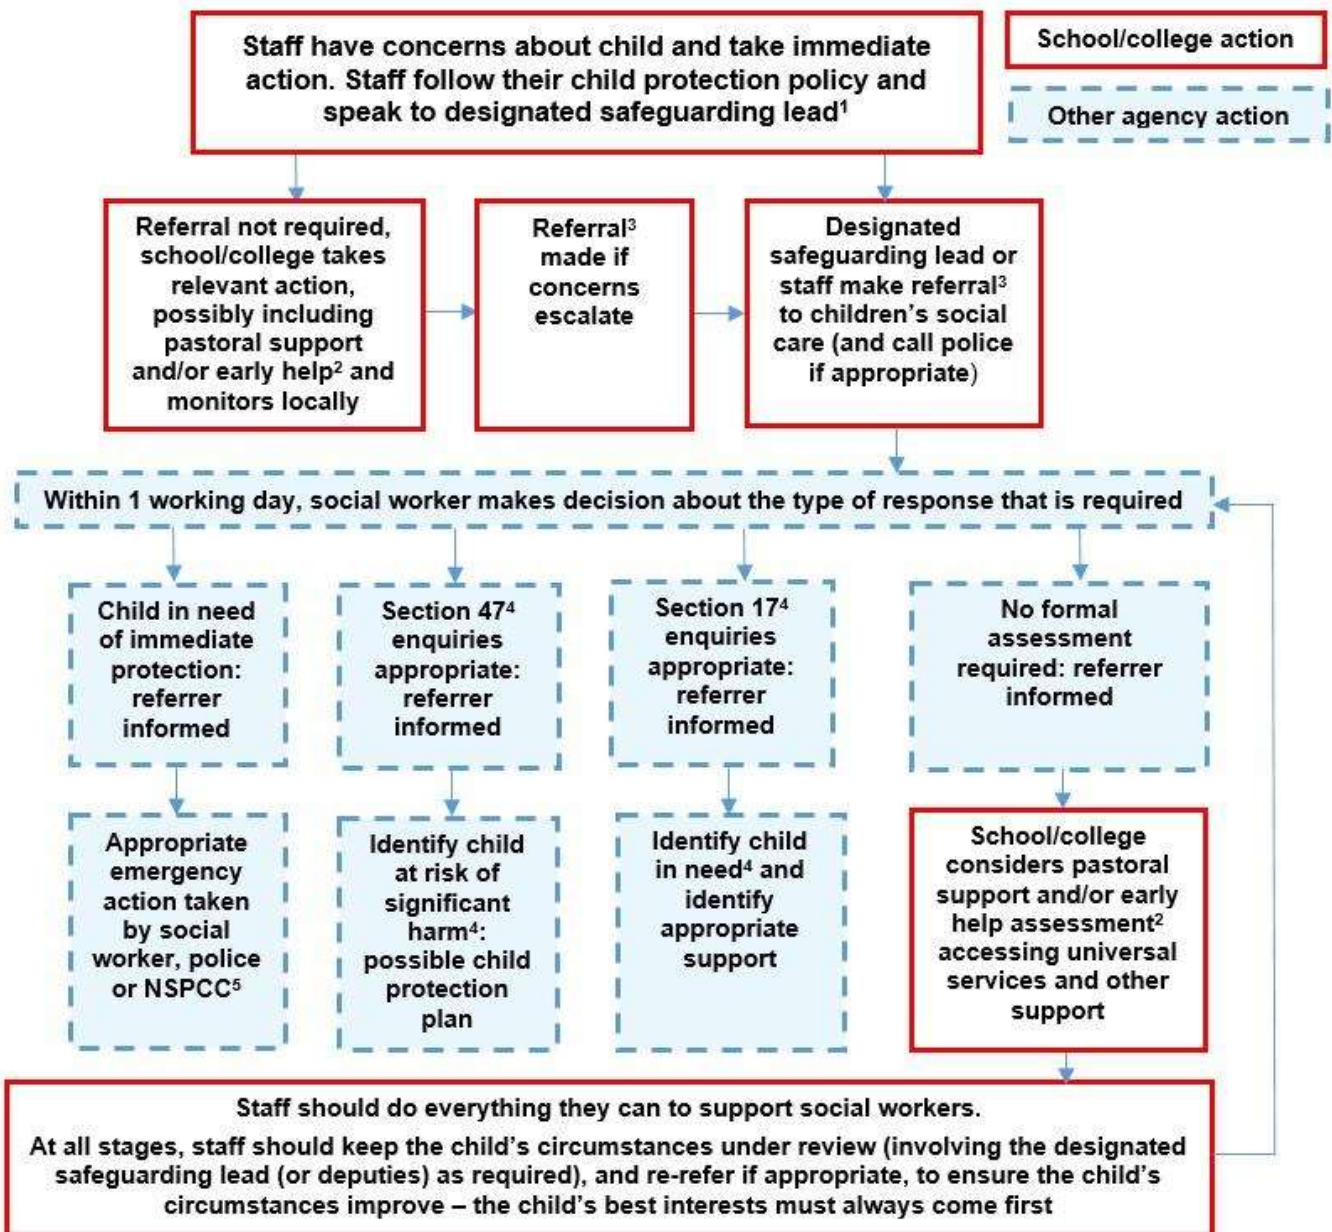 Staff have concerns about child and take immediate
action. Staff follow their child protection policy and
speak to designated safeguarding lead¹
School/college action
Other agency action
Referral not required,
school/college takes
relevant action,
possibly including
pastoral support
and/or early help² and
monitors locally
Referral³
made if
concerns
escalate
Designated
safeguarding lead or
staff make referral³
to children’s social
care (and call police
if appropriate)
Within 1 working day, social worker makes decision about the type of response that is required
Child in need
of immediate
protection:
referrer
informed
Section 47⁴
enquiries
appropriate:
referrer
informed
Section 17⁴
enquiries
appropriate:
referrer
informed
No formal
assessment
required: referrer
informed
Appropriate
emergency
action taken
by social
worker, police
or NSPCC⁵
Identify child
at risk of
significant
harm⁴:
possible child
protection
plan
Identify child
in need⁴ and
identify
appropriate
support
School/college
considers pastoral
support and/or early
help assessment²
accessing universal
services and other
support
Staff should do everything they can to support social workers.
At all stages, staff should keep the child’s circumstances under review (involving the designated
safeguarding lead (or deputies) as required), and re-refer if appropriate, to ensure the child’s
circumstances improve – the child’s best interests must always come first